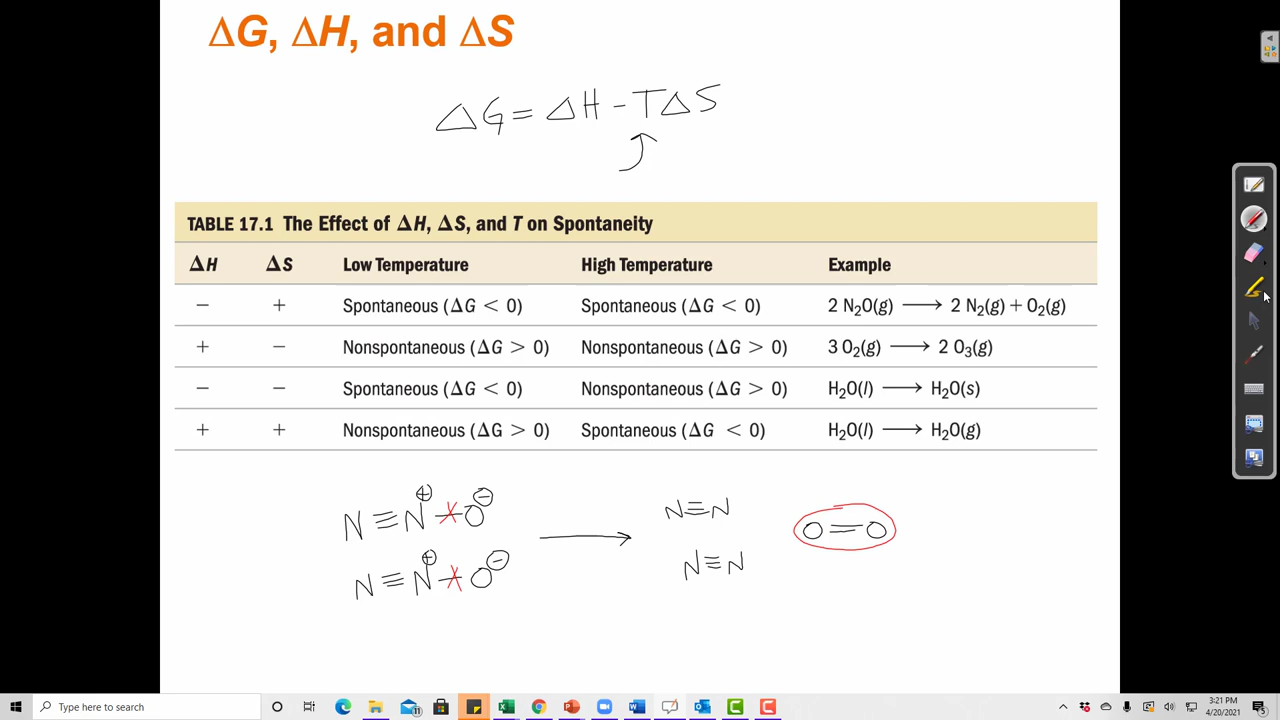 ΔG, ΔH, and ΔS
ΔG = ΔH - TΔS
TABLE 17.1 The Effect of ΔH, ΔS, and T on Spontaneity
ΔH ΔS Low Temperature High Temperature Example
− + Spontaneous (ΔG < 0) Spontaneous (ΔG < 0) 2 N₂O(g) ⟶ 2 N₂(g) + O₂(g)
+ − Nonspontaneous (ΔG > 0) Nonspontaneous (ΔG > 0) 3 O₂(g) ⟶ 2 O₃(g)
− − Spontaneous (ΔG < 0) Nonspontaneous (ΔG > 0) H₂O(l) ⟶ H₂O(s)
+ + Nonspontaneous (ΔG > 0) Spontaneous (ΔG < 0) H₂O(l) ⟶ H₂O(g)
N≡N⊕—O⊖ ⟶ N≡N O=O
N≡N⊕—O⊖ N≡N
Type here to search
3:21 PM
4/20/2021
11
5